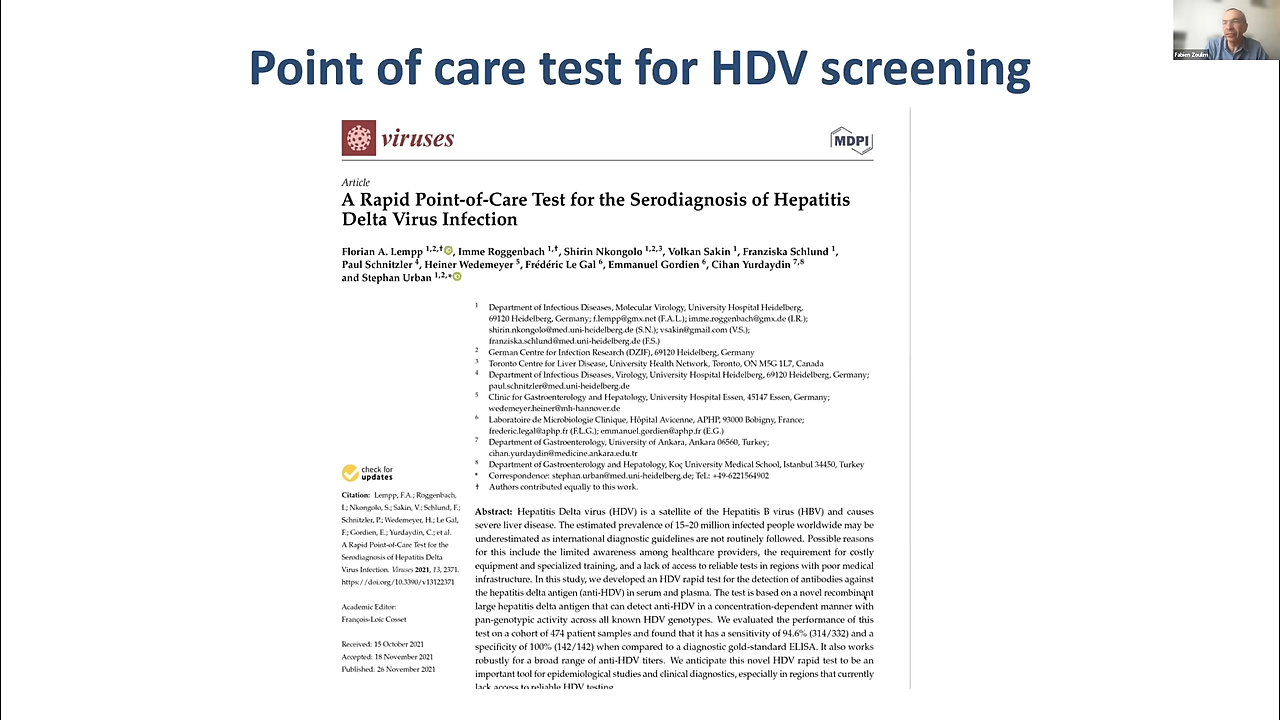 Point of care test for HDV screening
Fabien Zoulim
viruses
MDPI
Article
A Rapid Point-of-Care Test for the Serodiagnosis of Hepatitis
Delta Virus Infection
Florian A. Lempp 1,2,†, Imme Roggenbach 1,†, Shirin Nkongolo 1,2,3, Volkan Sakin 1, Franziska Schlund 1,
Paul Schnitzler 4, Heiner Wedemeyer 5, Frédéric Le Gal 6, Emmanuel Gordien 6, Cihan Yurdaydin 7,8
and Stephan Urban 1,2,*
1 Department of Infectious Diseases, Molecular Virology, University Hospital Heidelberg,
69120 Heidelberg, Germany; f.lempp@gmx.net (F.A.L.); imme.roggenbach@gmx.de (I.R.);
shirin.nkongolo@med.uni-heidelberg.de (S.N.); vsakin@gmail.com (V.S.);
franziska.schlund@med.uni-heidelberg.de (F.S.)
2 German Centre for Infection Research (DZIF), 69120 Heidelberg, Germany
3 Toronto Centre for Liver Disease, University Health Network, Toronto, ON M5G 1L7, Canada
4 Department of Infectious Diseases, Virology, University Hospital Heidelberg, 69120 Heidelberg, Germany;
paul.schnitzler@med.uni-heidelberg.de
5 Clinic for Gastroenterology and Hepatology, University Hospital Essen, 45147 Essen, Germany;
wedemeyer.heiner@mh-hannover.de
6 Laboratoire de Microbiologie Clinique, Hôpital Avicenne, APHP, 93000 Bobigny, France;
frederic.legal@aphp.fr (F.L.G.); emmanuel.gordien@aphp.fr (E.G.)
7 Department of Gastroenterology, University of Ankara, Ankara 06560, Turkey;
cihan.yurdaydin@medicine.ankara.edu.tr
8 Department of Gastroenterology and Hepatology, Koç University Medical School, Istanbul 34450, Turkey
* Correspondence: stephan.urban@med.uni-heidelberg.de; Tel.: +49-6221564902
† Authors contributed equally to this work.
check for
updates
Citation: Lempp, F.A.; Roggenbach,
I.; Nkongolo, S.; Sakin, V.; Schlund, F.;
Schnitzler, P.; Wedemeyer, H.; Le Gal,
F.; Gordien, E.; Yurdaydin, C.; et al.
A Rapid Point-of-Care Test for the
Serodiagnosis of Hepatitis Delta
Virus Infection. Viruses 2021, 13, 2371.
https://doi.org/10.3390/v13122371
Academic Editor:
François-Loïc Cosset
Received: 15 October 2021
Accepted: 18 November 2021
Published: 26 November 2021
Abstract: Hepatitis Delta virus (HDV) is a satellite of the Hepatitis B virus (HBV) and causes
severe liver disease. The estimated prevalence of 15–20 million infected people worldwide may be
underestimated as international diagnostic guidelines are not routinely followed. Possible reasons
for this include the limited awareness among healthcare providers, the requirement for costly
equipment and specialized training, and a lack of access to reliable tests in regions with poor medical
infrastructure. In this study, we developed an HDV rapid test for the detection of antibodies against
the hepatitis delta antigen (anti-HDV) in serum and plasma. The test is based on a novel recombinant
large hepatitis delta antigen that can detect anti-HDV in a concentration-dependent manner with
pan-genotypic activity across all known HDV genotypes. We evaluated the performance of this
test on a cohort of 474 patient samples and found that it has a sensitivity of 94.6% (314/332) and a
specificity of 100% (142/142) when compared to a diagnostic gold-standard ELISA. It also works
robustly for a broad range of anti-HDV titers. We anticipate this novel HDV rapid test to be an
important tool for epidemiological studies and clinical diagnostics, especially in regions that currently
lack access to reliable HDV testing.